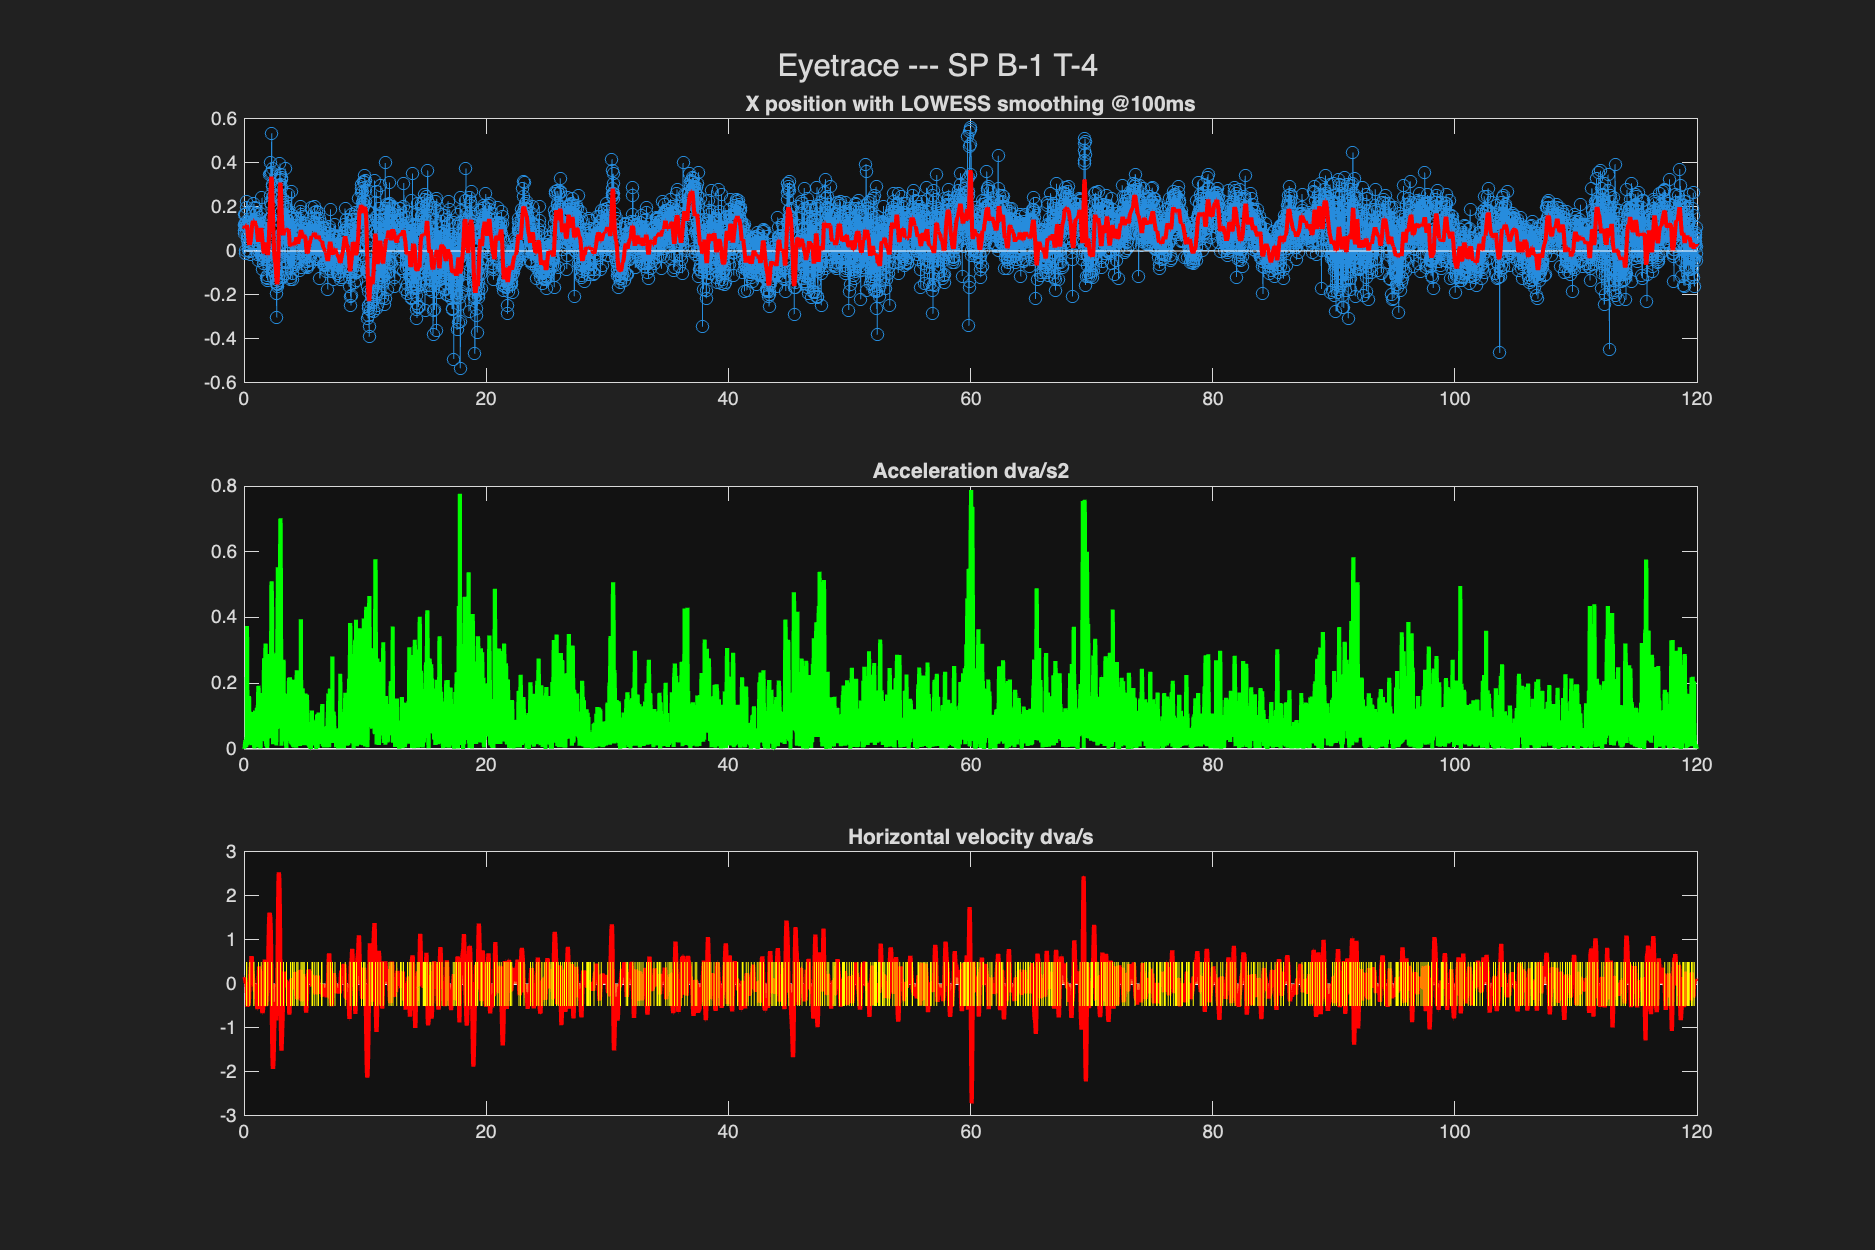 Eyetrace --- SP B-1 T-4
X position with LOWESS smoothing @100ms
0.6
0.4
0.2
0
-0.2
-0.4
-0.6
0 20 40 60 80 100 120
Acceleration dva/s2
0.8
0.6
0.4
0.2
0
0 20 40 60 80 100 120
Horizontal velocity dva/s
3
2
1
0
-1
-2
-3
0 20 40 60 80 100 120